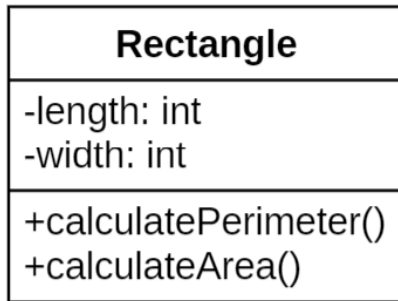 Rectangle
-length: int
-width: int
+calculatePerimeter()
+calculateArea()